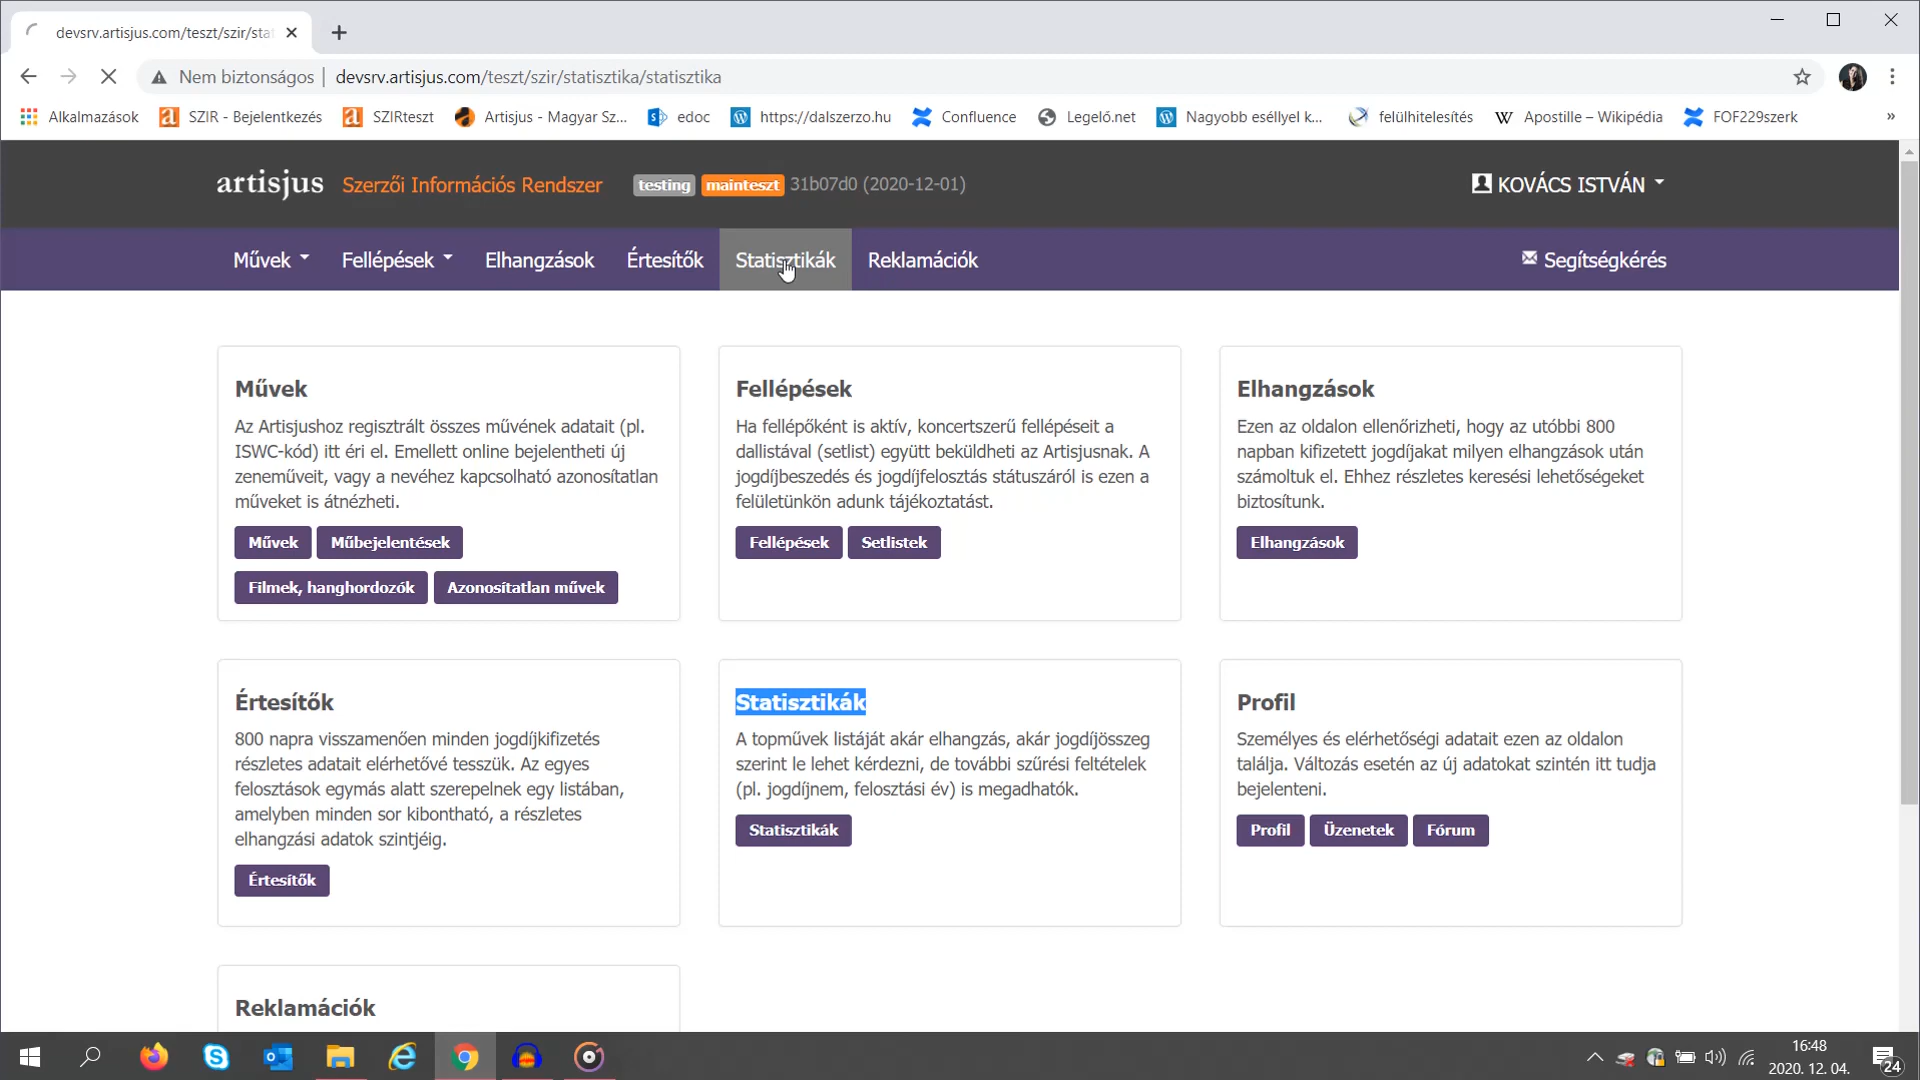 devsrv.artisjus.com/teszt/szir/sta
Nem biztonságos
devsrv.artisjus.com/teszt/szir/statisztika/statisztika
Alkalmazások
SZIR - Bejelentkezés
SZIRteszt
Artisjus - Magyar Sz...
edoc
https://dalszerzo.hu
Confluence
Legelő.net
Nagyobb eséllyel k...
felülhitelesítés
Apostille – Wikipédia
FOF229szerk
artisjus Szerzői Információs Rendszer testing mainteszt 31b07d0 (2020-12-01)
KOVÁCS ISTVÁN
Művek
Fellépések
Elhangzások
Értesítők
Statisztikák
Reklamációk
Segítségkérés
Művek
Az Artisjushoz regisztrált összes művének adatait (pl.
ISWC-kód) itt éri el. Emellett online bejelentheti új
zeneműveit, vagy a nevéhez kapcsolható azonosítatlan
műveket is átnézheti.
Művek
Műbejelentések
Filmek, hanghordozók
Azonosítatlan művek
Fellépések
Ha fellépőként is aktív, koncertszerű fellépéseit a
dallistával (setlist) együtt beküldheti az Artisjusnak. A
jogdíjbeszedés és jogdíjfelosztás státuszáról is ezen a
felületünkön adunk tájékoztatást.
Fellépések
Setlistek
Elhangzások
Ezen az oldalon ellenőrizheti, hogy az utóbbi 800
napban kifizetett jogdíjakat milyen elhangzások után
számoltuk el. Ehhez részletes keresési lehetőségeket
biztosítunk.
Elhangzások
Értesítők
800 napra visszamenően minden jogdíjkifizetés
részletes adatait elérhetővé tesszük. Az egyes
felosztások egymás alatt szerepelnek egy listában,
amelyben minden sor kibontható, a részletes
elhangzási adatok szintjéig.
Értesítők
Statisztikák
A topművek listáját akár elhangzás, akár jogdíjösszeg
szerint le lehet kérdezni, de további szűrési feltételek
(pl. jogdíjnem, felosztási év) is megadhatók.
Statisztikák
Profil
Személyes és elérhetőségi adatait ezen az oldalon
találja. Változás esetén az új adatokat szintén itt tudja
bejelenteni.
Profil
Üzenetek
Fórum
Reklamációk
16:48
2020. 12. 04.
24